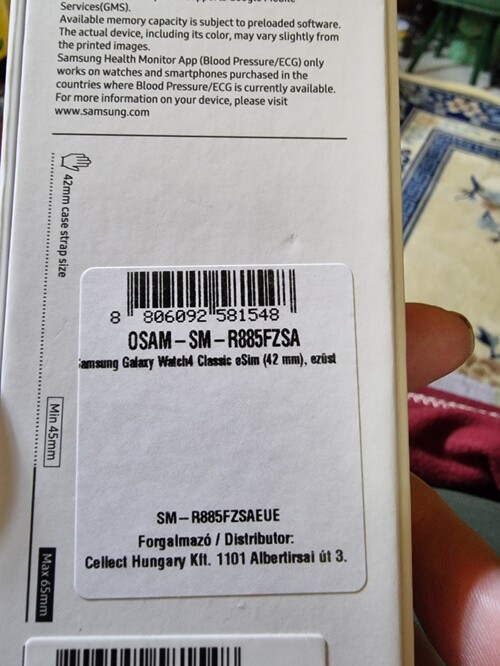 Services(GMS).
Available memory capacity is subject to preloaded software.
The actual device, including its color, may vary slightly from
the printed images.
Samsung Health Monitor App (Blood Pressure/ECG) only
works on watches and smartphones purchased in the
countries where Blood Pressure/ECG is currently available.
For more information on your device, please visit
www.samsung.com
42mm case strap size
Min 45mm
Max 65mm
8 806092 581548
OSAM-SM-R885FZSA
amsung Galaxy Watch4 Classic eSim (42 mm), ezüst
SM-R885FZSAEUE
Forgalmazó / Distributor:
Cellect Hungary Kft. 1101 Albertirsai út 3.